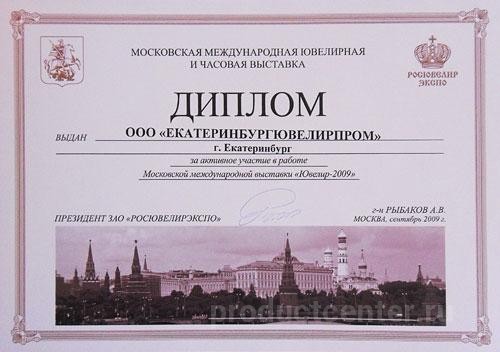 МОСКОВСКАЯ МЕЖДУНАРОДНАЯ ЮВЕЛИРНАЯ
И ЧАСОВАЯ ВЫСТАВКА
РОСЮВЕЛИР
ЭКСПО
ДИПЛОМ
ВЫДАН ООО «ЕКАТЕРИНБУРГЮВЕЛИРПРОМ»
г. Екатеринбург
за активное участие в работе
Московской международной выставки «Ювелир-2009»
ПРЕЗИДЕНТ ЗАО «РОСЮВЕЛИРЭКСПО»
г-н РЫБАКОВ А.В.
МОСКВА, сентябрь 2009 г.
productcenter.ru